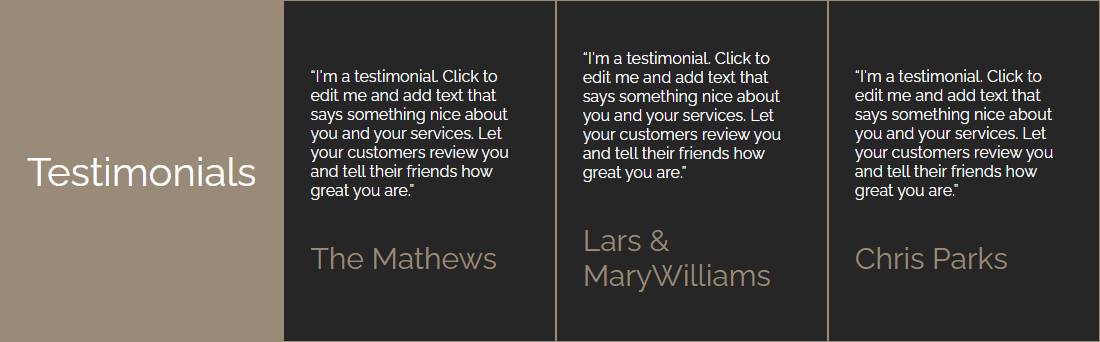 Testimonials
“I'm a testimonial. Click to
edit me and add text that
says something nice about
you and your services. Let
your customers review you
and tell their friends how
great you are.”
The Mathews
“I'm a testimonial. Click to
edit me and add text that
says something nice about
you and your services. Let
your customers review you
and tell their friends how
great you are.”
Lars &
MaryWilliams
“I'm a testimonial. Click to
edit me and add text that
says something nice about
you and your services. Let
your customers review you
and tell their friends how
great you are.”
Chris Parks